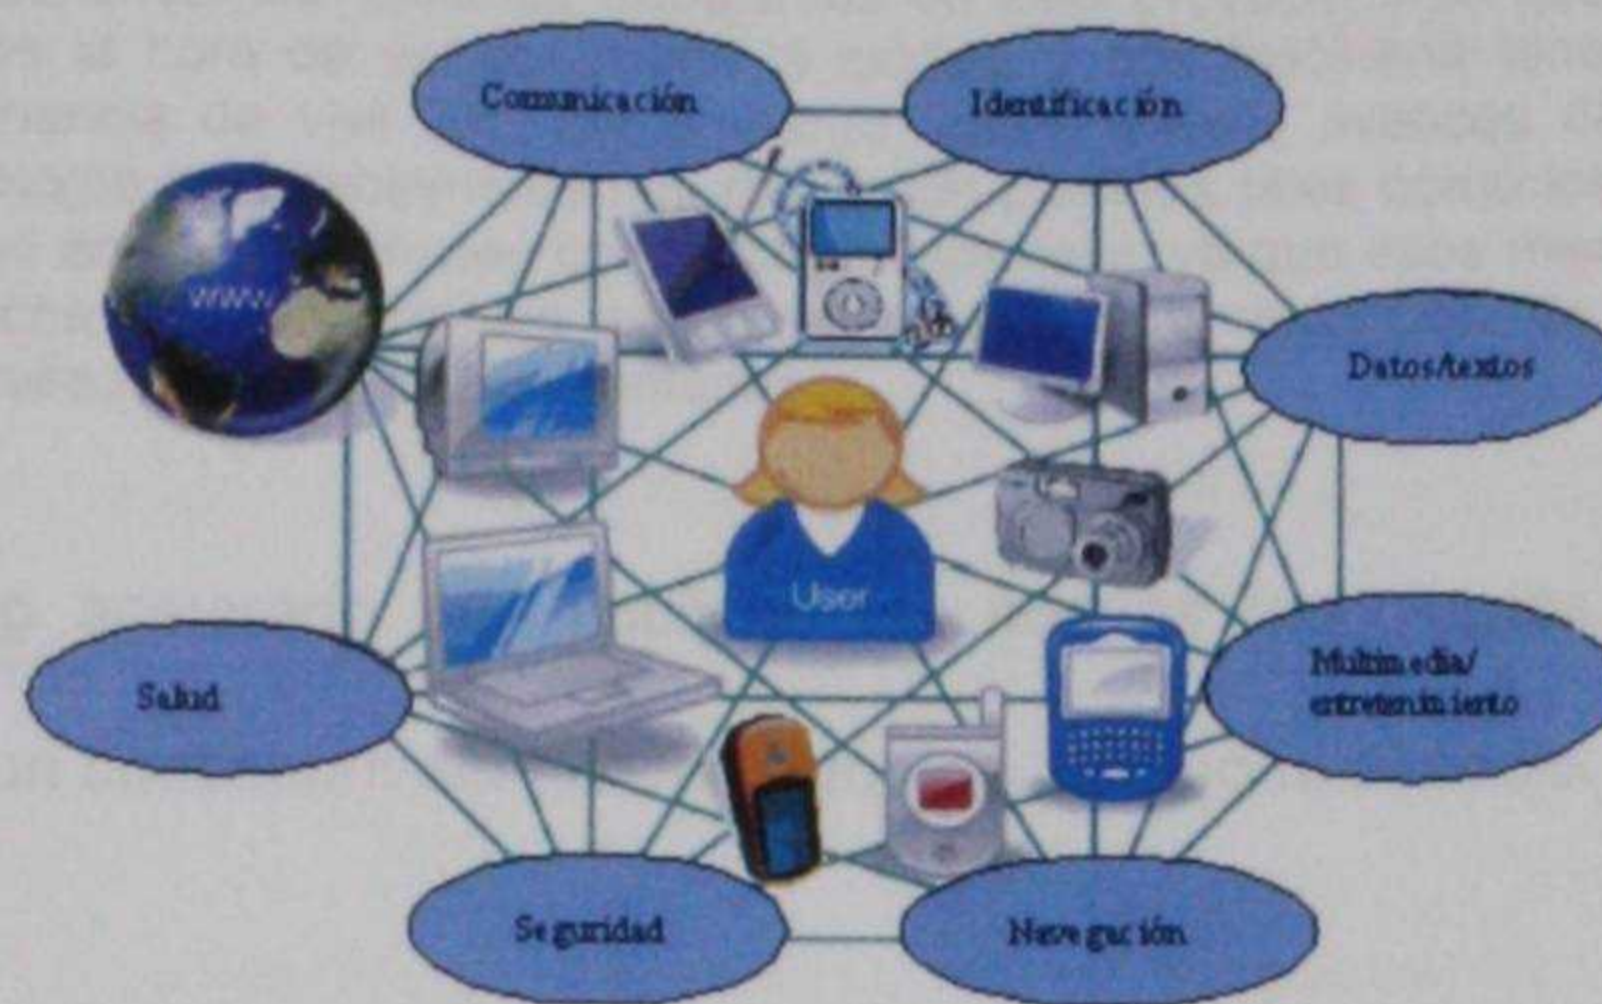 Comunicación
Identificación
www
Datos/textos
User
Multimedia/
entretenimiento
Salud
Seguridad
Navegación